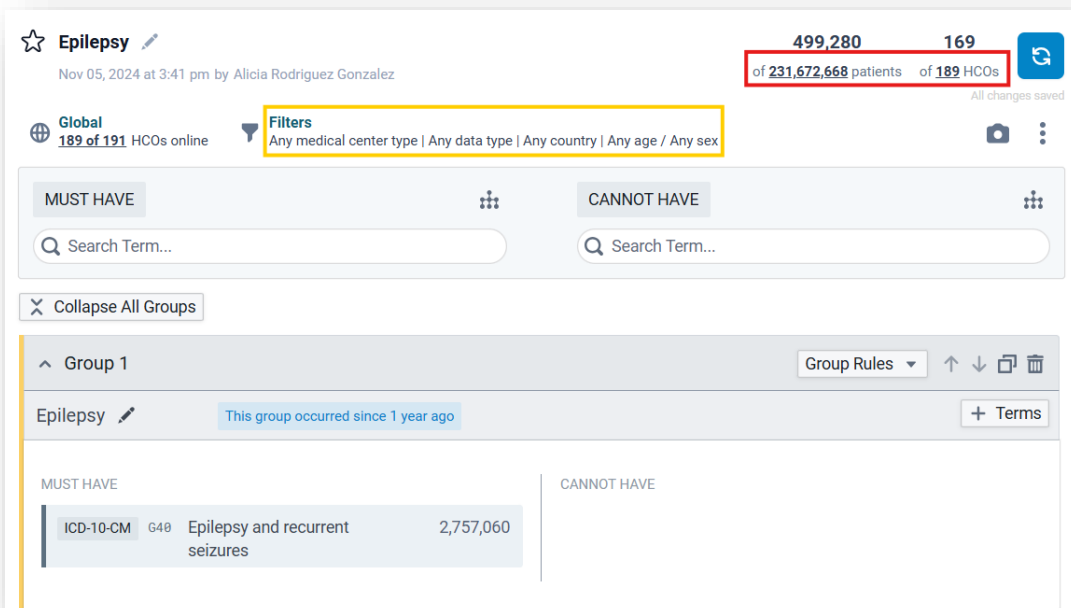 Epilepsy
499,280 169
Nov 05, 2024 at 3:41 pm by Alicia Rodriguez Gonzalez
of 231,672,668 patients of 189 HCOs
All changes saved
Global
189 of 191 HCOs online
Filters
Any medical center type | Any data type | Any country | Any age / Any sex
MUST HAVE
CANNOT HAVE
Search Term...
Search Term...
Collapse All Groups
Group 1
Group Rules
Epilepsy
This group occurred since 1 year ago
+ Terms
MUST HAVE
CANNOT HAVE
ICD-10-CM G40 Epilepsy and recurrent 2,757,060
seizures